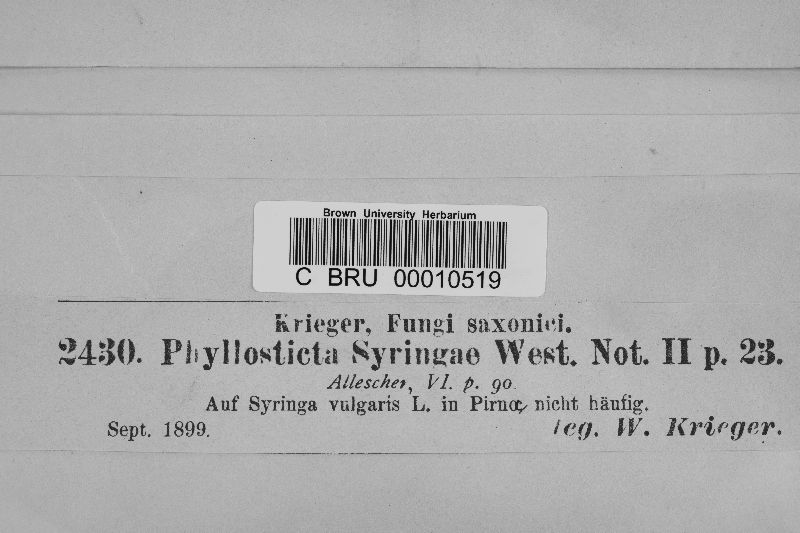 Brown University Herbarium
C BRU 00010519
Krieger, Fungi saxonici.
2430. Phyllosticta Syringae West. Not. II p. 23.
Allescher, VI. p. 90.
Auf Syringa vulgaris L. in Pirna, nicht häufig.
Sept. 1899. leg. W. Krieger.